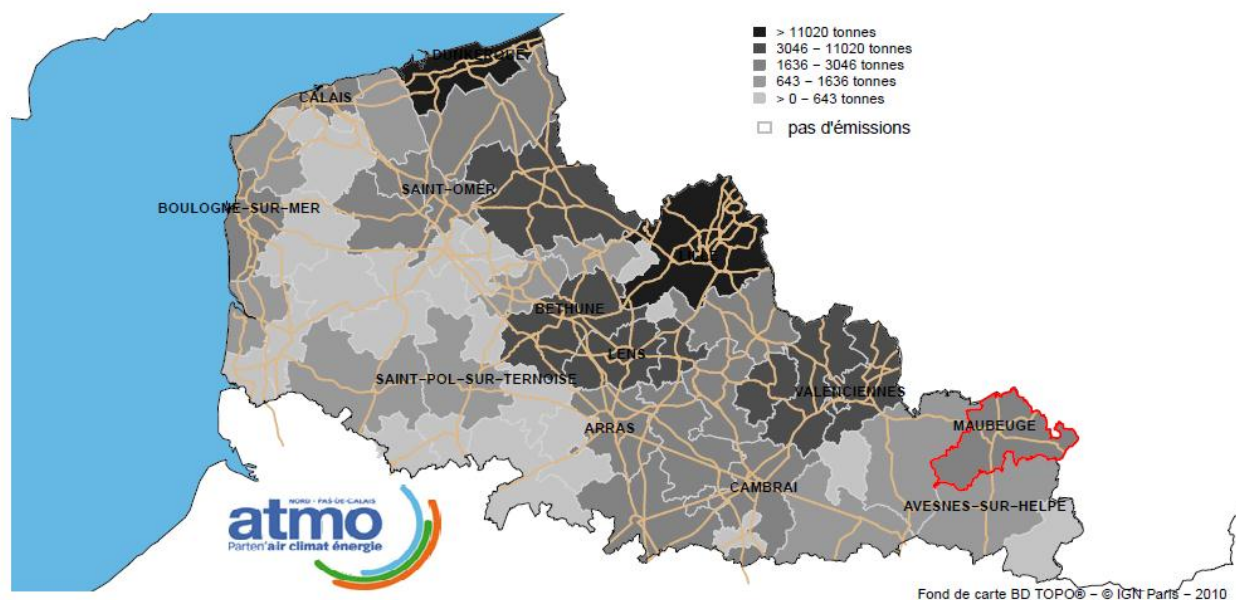 > 11020 tonnes
3046 – 11020 tonnes
1636 – 3046 tonnes
643 – 1636 tonnes
> 0 – 643 tonnes
pas d'émissions
DUNKERQUE
CALAIS
SAINT–OMER
BOULOGNE–SUR–MER
LILLE
BETHUNE
LENS
SAINT–POL–SUR–TERNOISE
VALENCIENNES
ARRAS
MAUBEUGE
CAMBRAI
AVESNES–SUR–HELPE
NORD - PAS-DE-CALAIS
atmo
Parten'air climat énergie
Fond de carte BD TOPO® – © IGN Paris – 2010